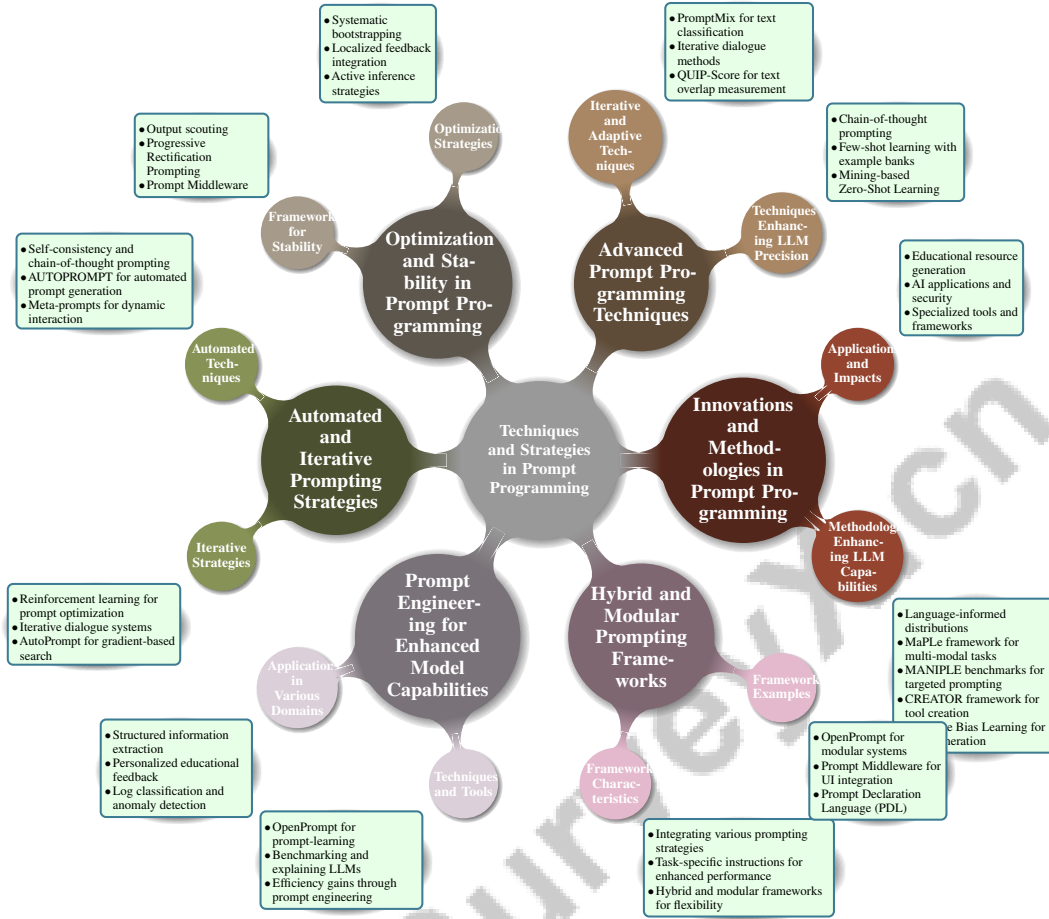 Techniques
and Strategies
in Prompt
Programming
Optimization
and Sta-
bility in
Prompt Pro-
gramming
Optimizatio
Strategies
• Systematic
bootstrapping
• Localized feedback
integration
• Active inference
strategies
Framework
for
Stability
• Output scouting
• Progressive
Rectification
Prompting
• Prompt Middleware
Advanced
Prompt Pro-
gramming
Techniques
Iterative
and
Adaptive
Tech-
niques
• PromptMix for text
classification
• Iterative dialogue
methods
• QUIP-Score for text
overlap measurement
Techniques
Enhanc-
ing LLM
Precision
• Chain-of-thought
prompting
• Few-shot learning with
example banks
• Mining-based
Zero-Shot Learning
Innovations
and
Method-
ologies in
Prompt Pro-
gramming
Application
and
Impacts
• Educational resource
generation
• AI applications and
security
• Specialized tools and
frameworks
Methodolog
Enhanc-
ing LLM
Capa-
bilities
• Language-informed
distributions
• MaPLe framework for
multi-modal tasks
• MANIPLE benchmarks for
targeted prompting
• CREATOR framework for
tool creation
Bias Learning for
Automated
and
Iterative
Prompting
Strategies
Automated
Tech-
niques
• Self-consistency and
chain-of-thought prompting
• AUTOPROMPT for automated
prompt generation
• Meta-prompts for dynamic
interaction
Iterative
Strategies
• Reinforcement learning for
prompt optimization
• Iterative dialogue systems
• AutoPrompt for gradient-based
search
Prompt
Engineer-
ing for
Enhanced
Model
Capabilities
Application
in
Various
Domains
• Structured information
extraction
• Personalized educational
feedback
• Log classification and
anomaly detection
Techniques
and Tools
• OpenPrompt for
prompt-learning
• Benchmarking and
explaining LLMs
• Efficiency gains through
prompt engineering
Hybrid and
Modular
Prompting
Frame-
works
Framework
Examples
• OpenPrompt for
modular systems
• Prompt Middleware for
UI integration
• Prompt Declaration
Language (PDL)
Framework
Charac-
teristics
• Integrating various prompting
strategies
• Task-specific instructions for
enhanced performance
• Hybrid and modular frameworks
for flexibility